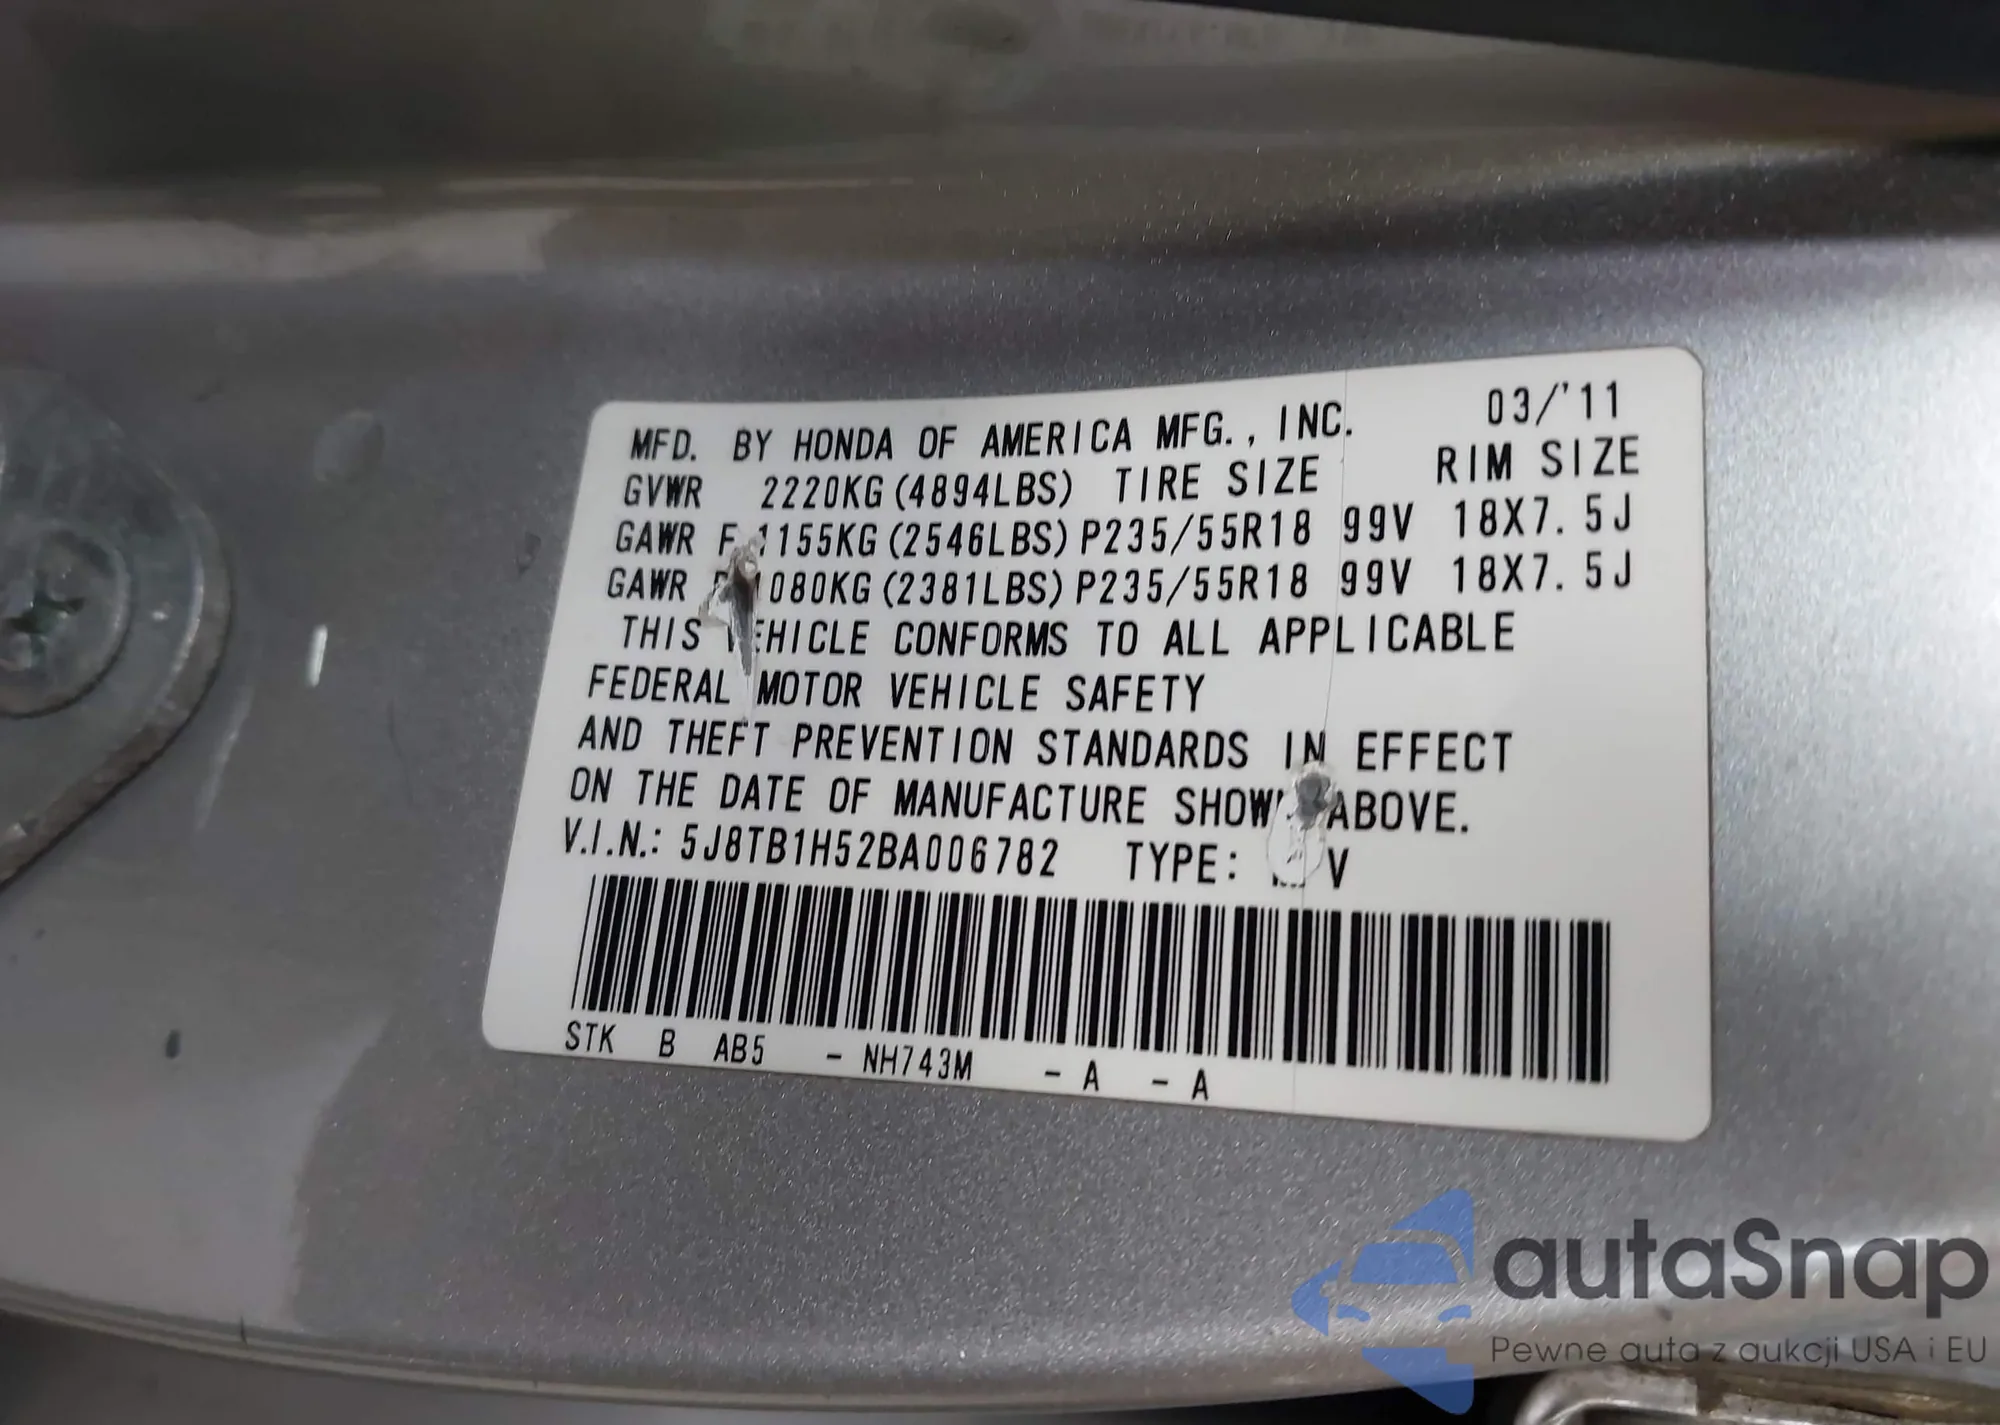 MFD. BY HONDA OF AMERICA MFG., INC. 03/'11
GVWR 2220KG (4894LBS) TIRE SIZE RIM SIZE
GAWR F 1155KG (2546LBS) P235/55R18 99V 18X7.5J
GAWR 1080KG (2381LBS) P235/55R18 99V 18X7.5J
THIS VEHICLE CONFORMS TO ALL APPLICABLE
FEDERAL MOTOR VEHICLE SAFETY
AND THEFT PREVENTION STANDARDS IN EFFECT
ON THE DATE OF MANUFACTURE SHOWN ABOVE.
V.I.N.: 5J8TB1H52BA006782 TYPE: V
STK B AB5 - NH743M - A - A
autaSnap
Pewne auta z aukcji USA i EU